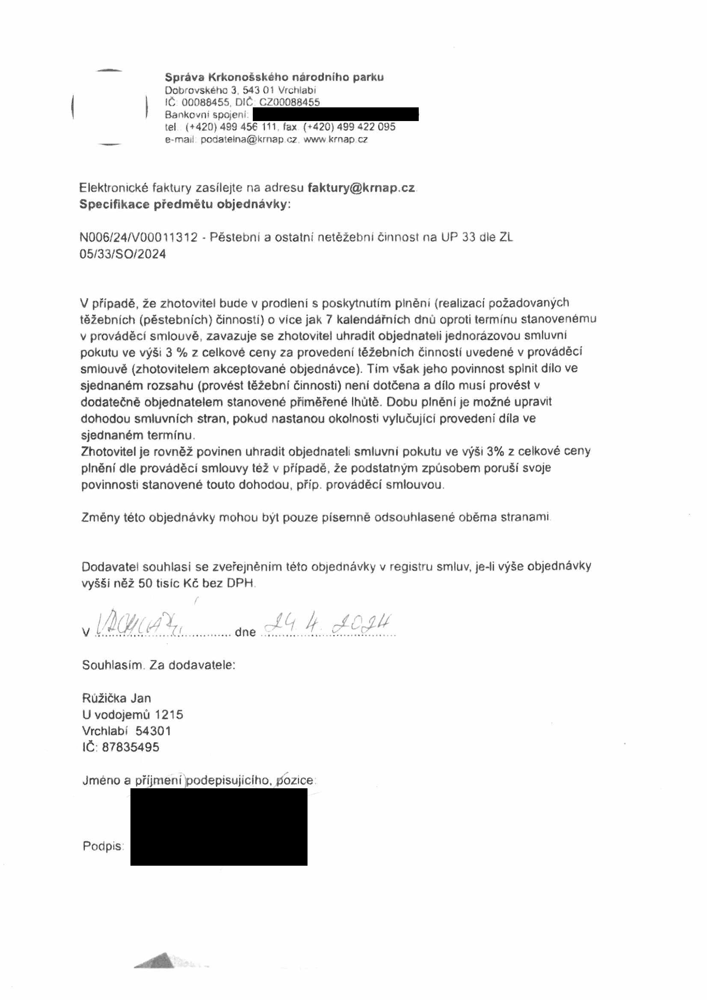 Správa Krkonošského národního parku
Dobrovského 3, 543 01 Vrchlabí
IČ: 00088455, DIČ: CZ00088455
Bankovní spojení:
tel.: (+420) 499 456 111, fax: (+420) 499 422 095
e-mail: podatelna@krnap.cz, www.krnap.cz
Elektronické faktury zasílejte na adresu faktury@krnap.cz.
Specifikace předmětu objednávky:
N006/24/V00011312 - Pěstební a ostatní netěžební činnost na UP 33 dle ZL
05/33/SO/2024
V případě, že zhotovitel bude v prodlení s poskytnutím plnění (realizací požadovaných
těžebních (pěstebních) činností) o více jak 7 kalendářních dnů oproti termínu stanovenému
v prováděcí smlouvě, zavazuje se zhotovitel uhradit objednateli jednorázovou smluvní
pokutu ve výši 3 % z celkové ceny za provedení těžebních činností uvedené v prováděcí
smlouvě (zhotovitelem akceptované objednávce). Tím však jeho povinnost splnit dílo ve
sjednaném rozsahu (provést těžební činnosti) není dotčena a dílo musí provést v
dodatečně objednatelem stanovené přiměřené lhůtě. Dobu plnění je možné upravit
dohodou smluvních stran, pokud nastanou okolnosti vylučující provedení díla ve
sjednaném termínu.
Zhotovitel je rovněž povinen uhradit objednateli smluvní pokutu ve výši 3% z celkové ceny
plnění dle prováděcí smlouvy též v případě, že podstatným způsobem poruší svoje
povinnosti stanovené touto dohodou, příp. prováděcí smlouvou.
Změny této objednávky mohou být pouze písemně odsouhlasené oběma stranami.
Dodavatel souhlasí se zveřejněním této objednávky v registru smluv, je-li výše objednávky
vyšší něž 50 tisíc Kč bez DPH.
V VRCHLABÍ dne 24. 4. 2024
Souhlasím. Za dodavatele:
Růžička Jan
U vodojemů 1215
Vrchlabí 54301
IČ: 87835495
Jméno a příjmení podepisujícího, pozice:
Podpis: